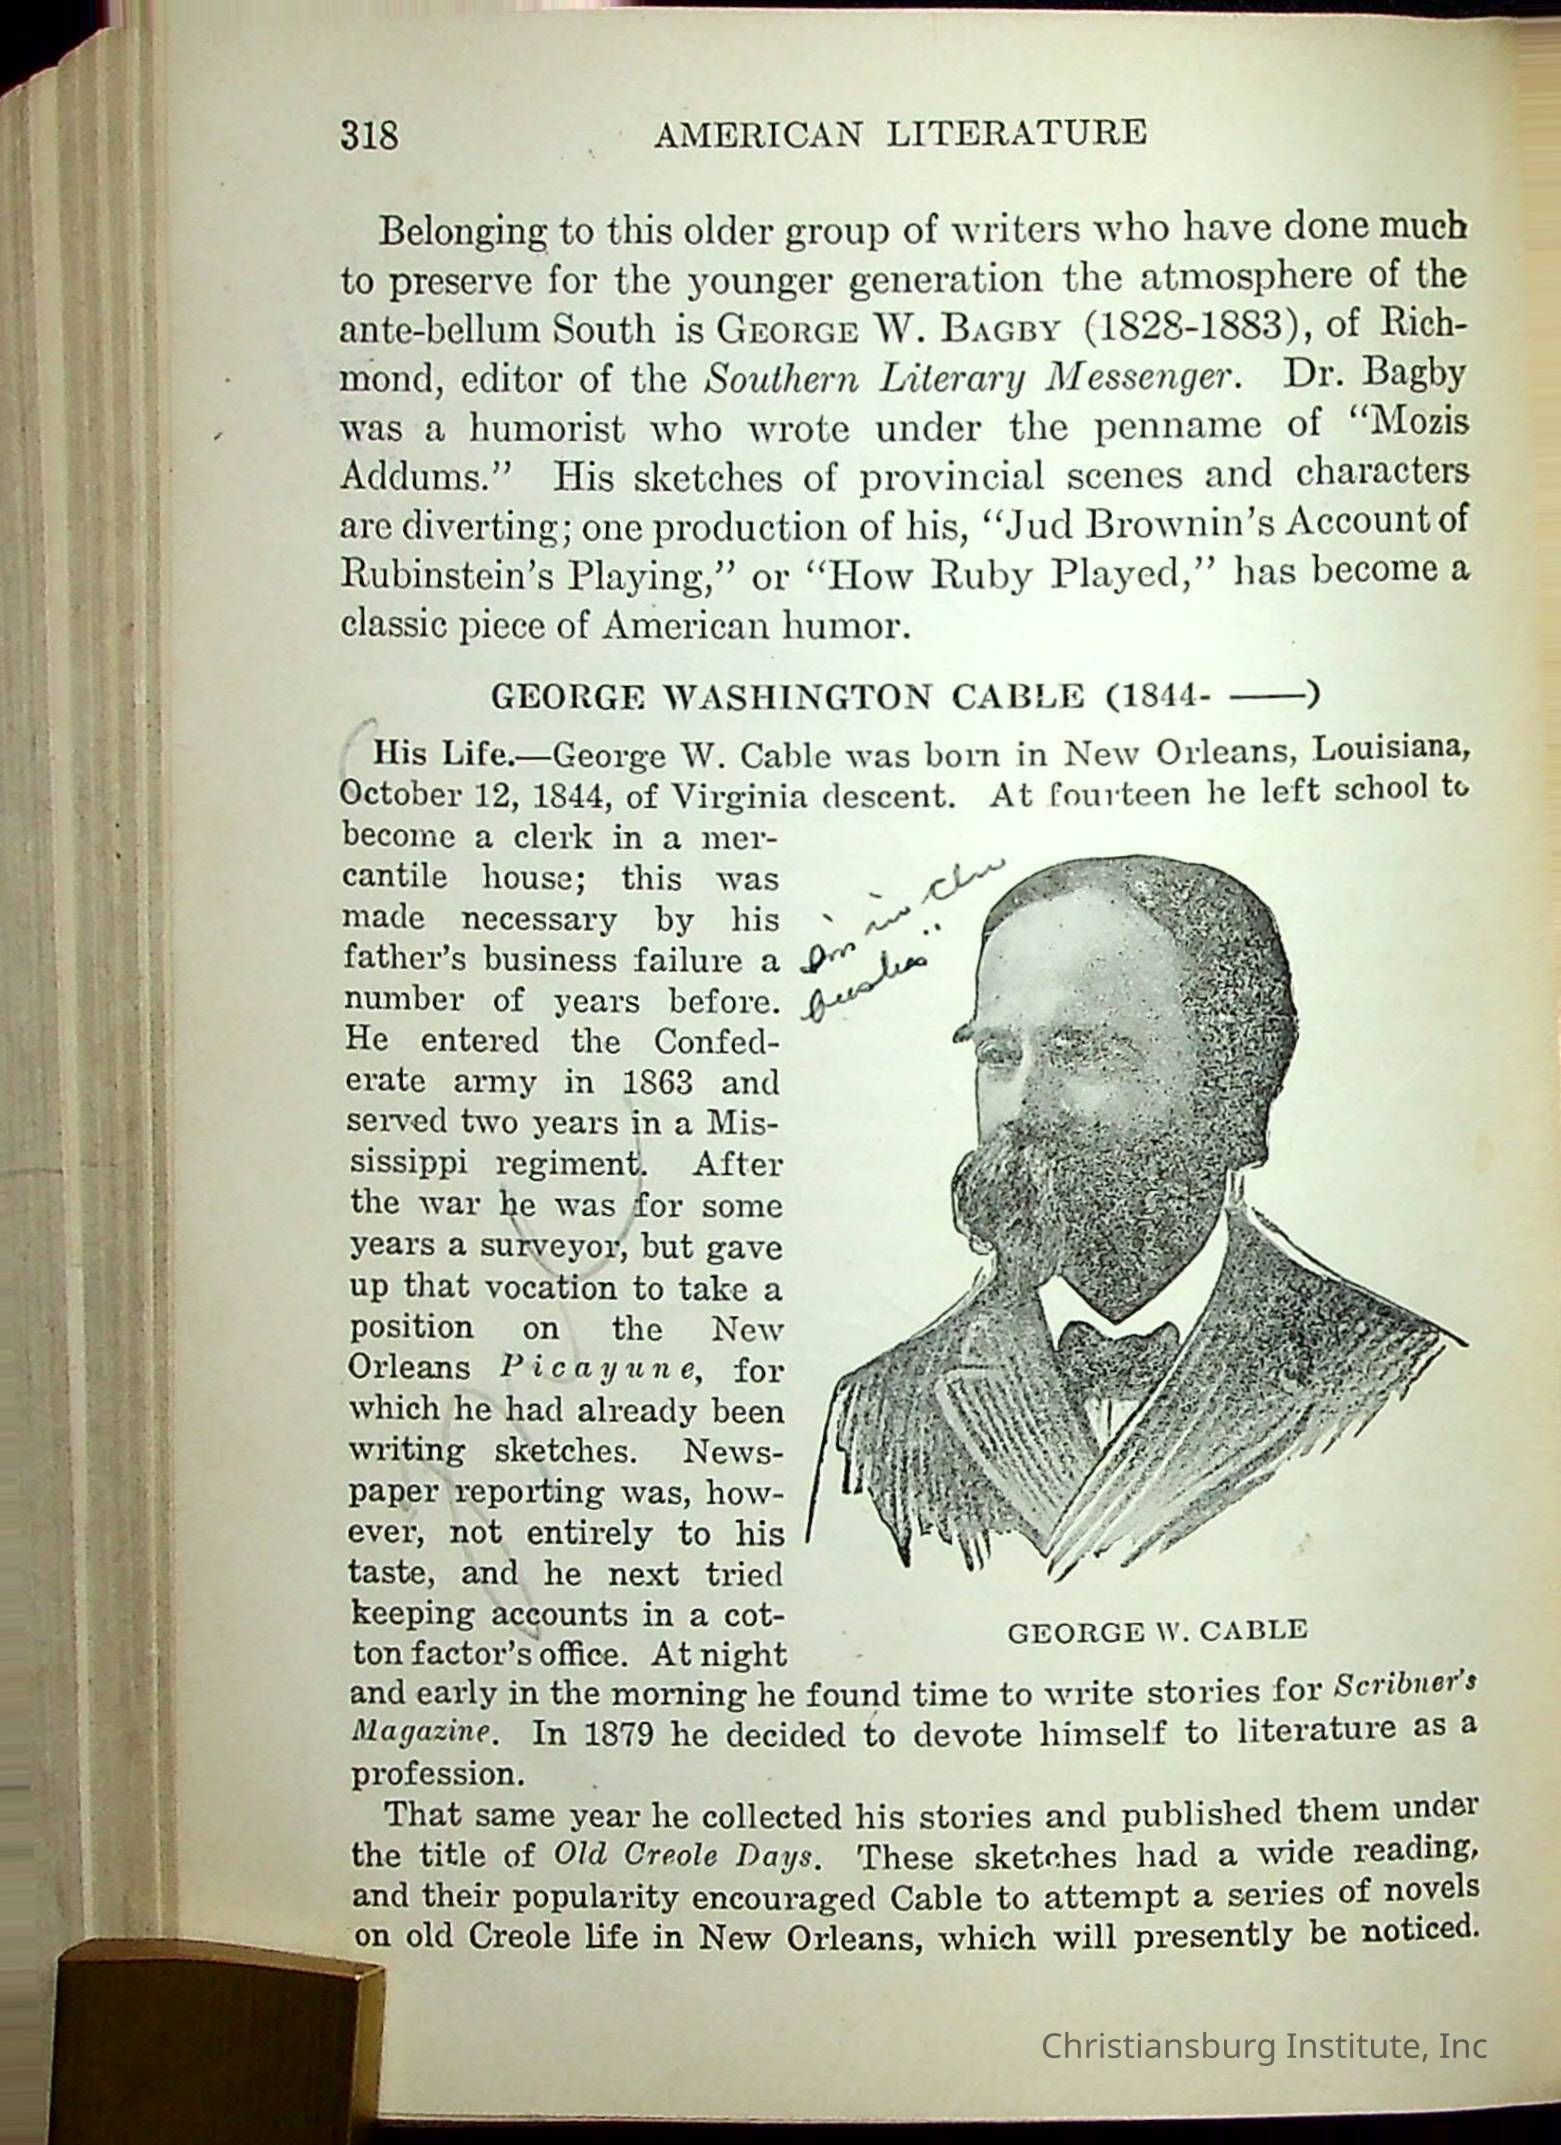 318 AMERICAN LITERATURE
Belonging to this older group of writers who have done much
to preserve for the younger generation the atmosphere of the
ante-bellum South is GEORGE W. BAGBY (1828-1883), of Rich-
mond, editor of the Southern Literary Messenger. Dr. Bagby
was a humorist who wrote under the penname of “Mozis
Addums.” His sketches of provincial scenes and characters
are diverting; one production of his, “Jud Brownin’s Account of
Rubinstein’s Playing,” or “How Ruby Played,” has become a
classic piece of American humor.
GEORGE WASHINGTON CABLE (1844- ——)
His Life.—George W. Cable was born in New Orleans, Louisiana,
October 12, 1844, of Virginia descent. At fourteen he left school to
become a clerk in a mer-
cantile house; this was
made necessary by his
father’s business failure a
number of years before.
He entered the Confed-
erate army in 1863 and
served two years in a Mis-
sissippi regiment. After
the war he was for some
years a surveyor, but gave
up that vocation to take a
position on the New
Orleans Picayune, for
which he had already been
writing sketches. News-
paper reporting was, how-
ever, not entirely to his
taste, and he next tried
keeping accounts in a cot-
ton factor’s office. At night
and early in the morning he found time to write stories for Scribner’s
Magazine. In 1879 he decided to devote himself to literature as a
profession.
That same year he collected his stories and published them under
the title of Old Creole Days. These sketches had a wide reading,
and their popularity encouraged Cable to attempt a series of novels
on old Creole life in New Orleans, which will presently be noticed.
in
GEORGE W. CABLE
Christiansburg Institute, Inc